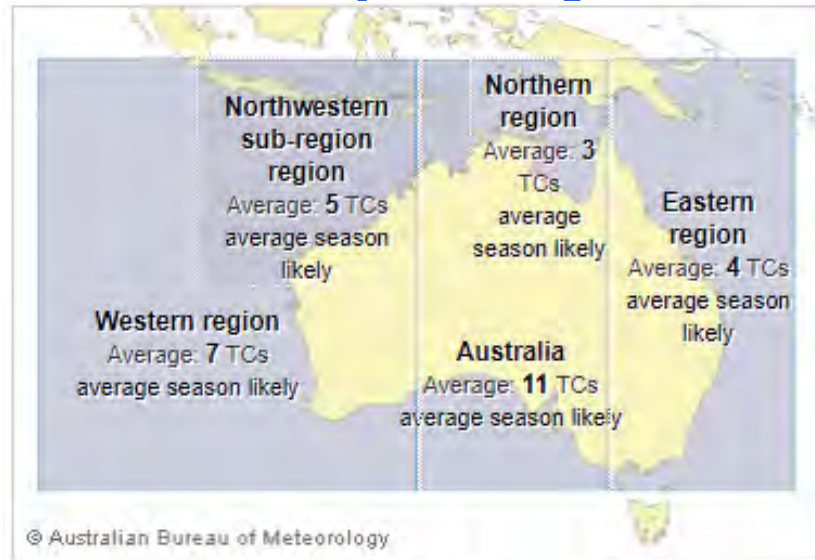 Northwestern
sub-region
region
Average: 5 TCs
average season
likely
Northern
region
Average: 3
TCs
average
season likely
Eastern
region
Average: 4 TCs
average season
likely
Western region
Average: 7 TCs
average season likely
Australia
Average: 11 TCs
average season likely
© Australian Bureau of Meteorology